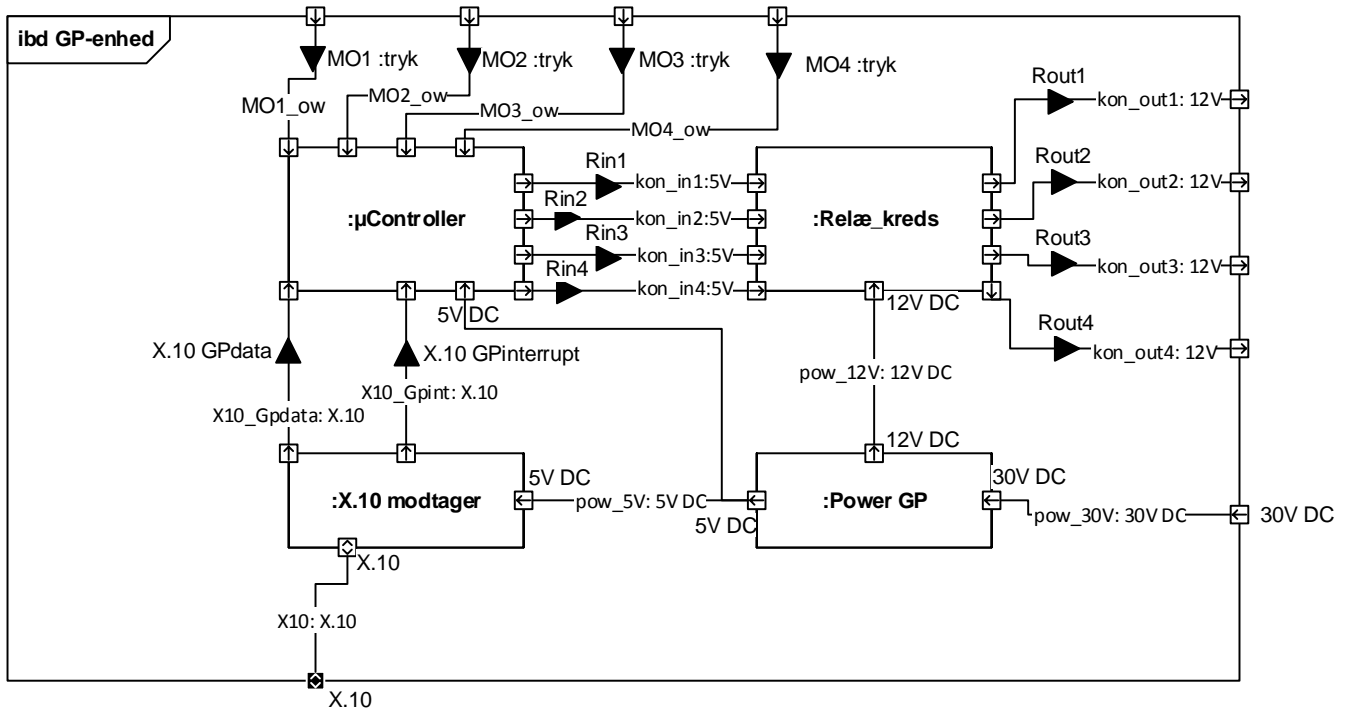 ibd GP-enhed
MO1 :tryk
MO2 :tryk
MO3 :tryk
MO4 :tryk
MO1_ow
MO2_ow
MO3_ow
MO4_ow
Rout1
kon_out1: 12V
Rin1
kon_in1:5V
Rout2
kon_out2: 12V
Rin2
kon_in2:5V
:µController
:Relæ_kreds
Rin3
kon_in3:5V
Rout3
kon_out3: 12V
Rin4
kon_in4:5V
5V DC
12V DC
Rout4
kon_out4: 12V
X.10 GPdata
X.10 GPinterrupt
pow_12V: 12V DC
X10_Gpint: X.10
X10_Gpdata: X.10
12V DC
5V DC
30V DC
:X.10 modtager
pow_5V: 5V DC
:Power GP
5V DC
pow_30V: 30V DC
30V DC
X.10
X10: X.10
X.10